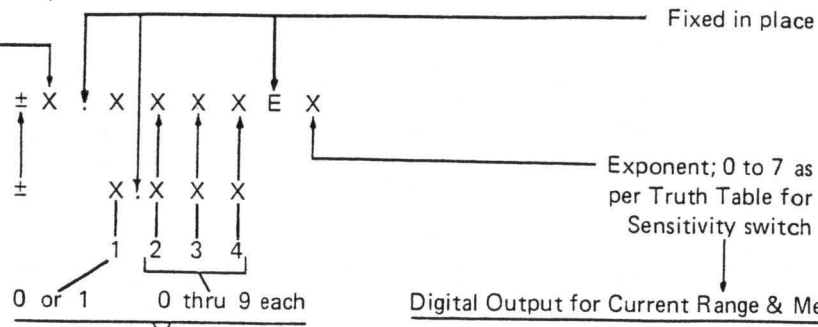 Fixed in place
± X . X X X X E X
Exponent; 0 to 7 as
per Truth Table for
± X . X X X
Sensitivity switch
1 2 3 4
0 or 1 0 thru 9 each
Digital Output for Current Range & Me